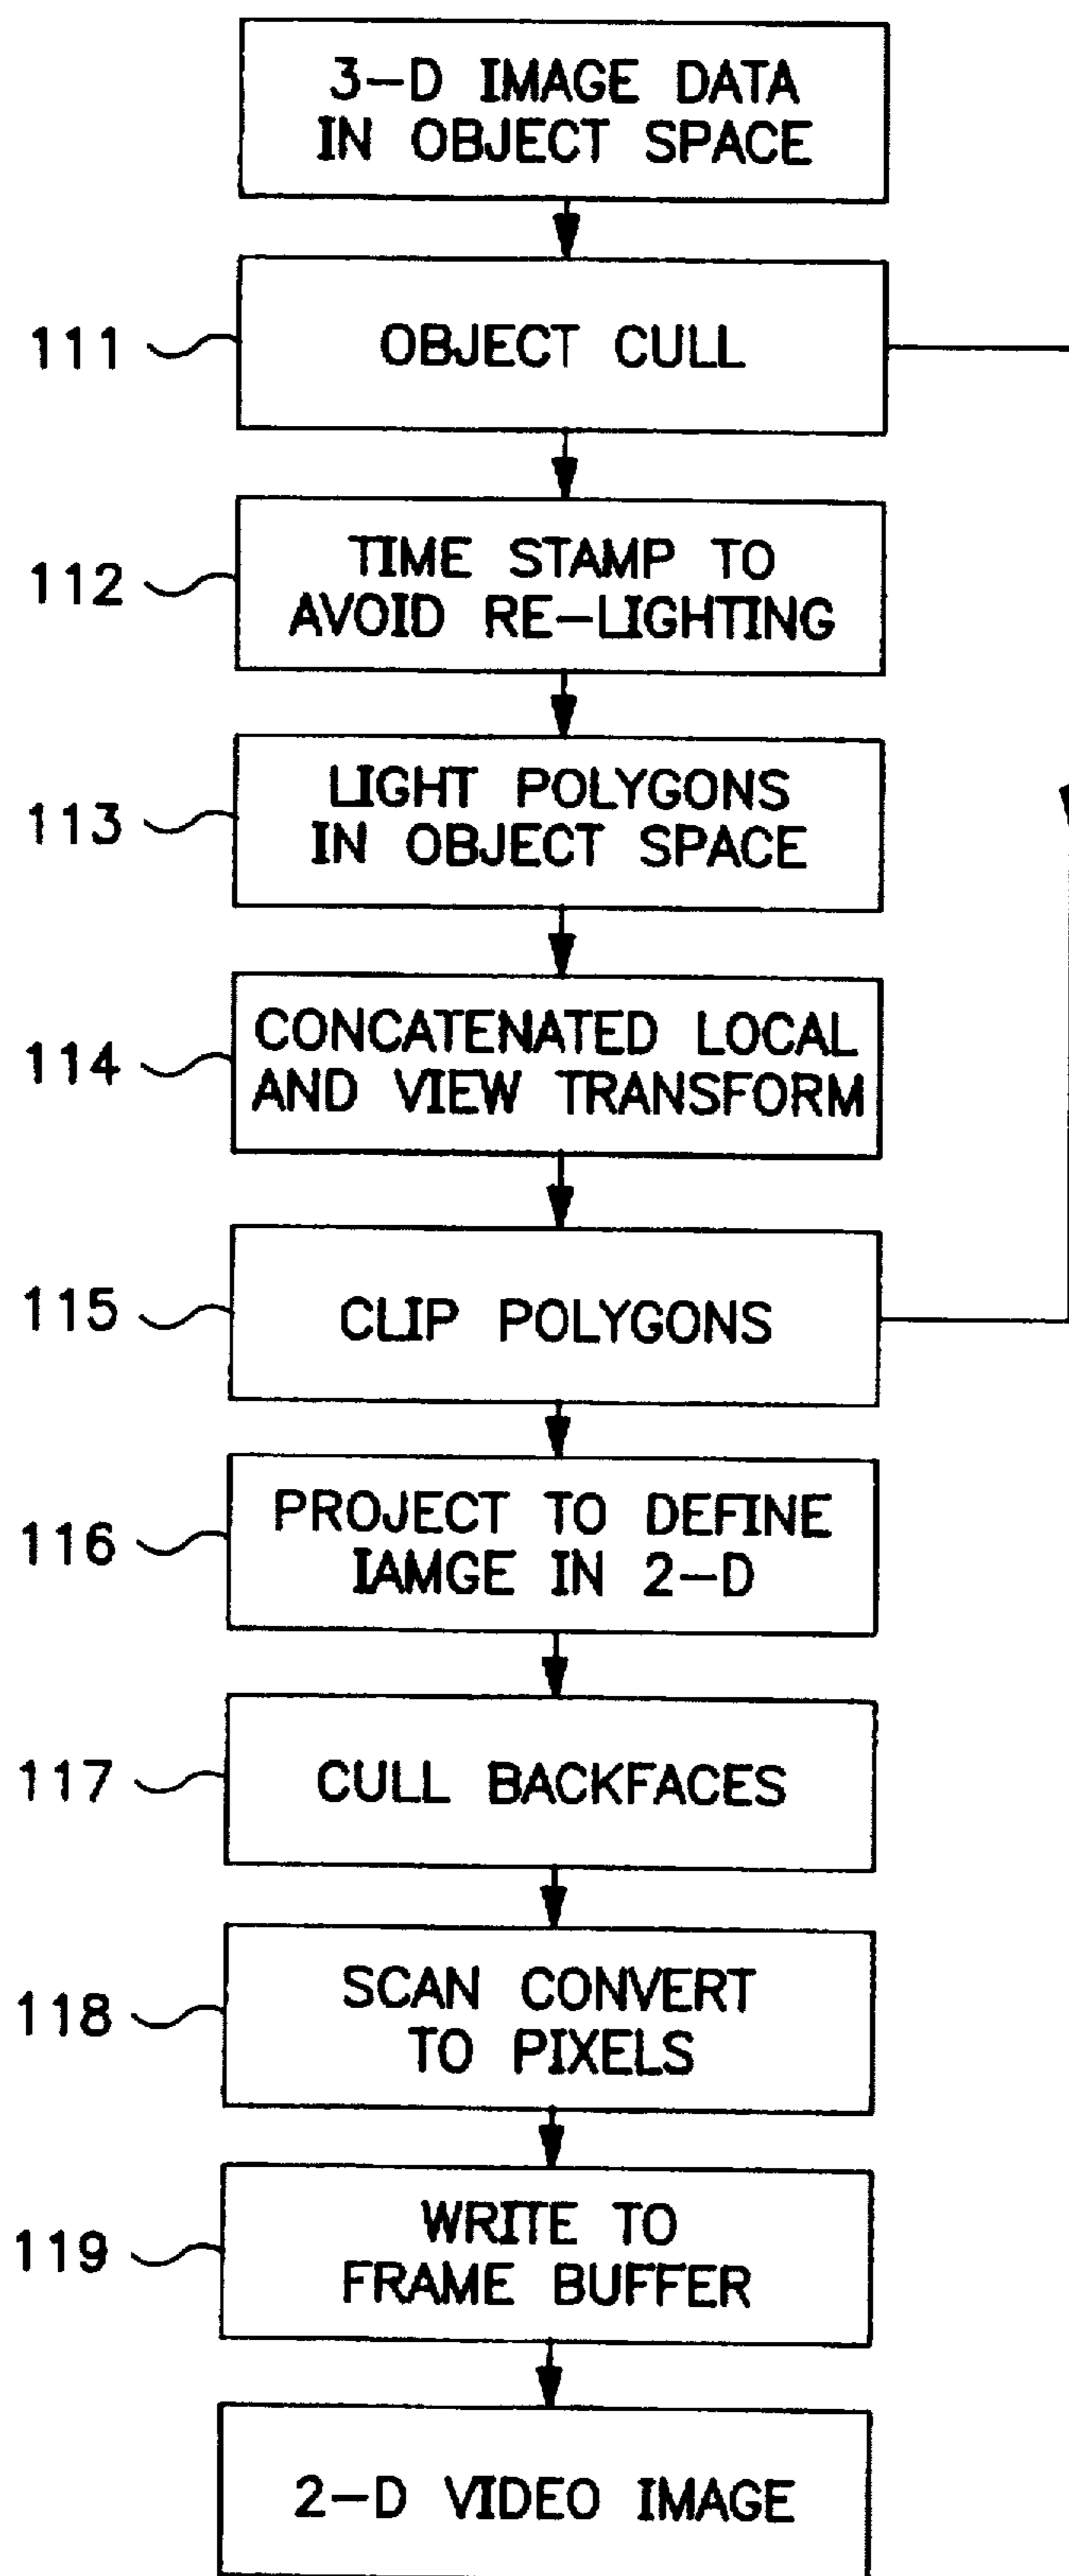 3-D IMAGE DATA
IN OBJECT SPACE
111
OBJECT CULL
112
TIME STAMP TO
AVOID RE-LIGHTING
113
LIGHT POLYGONS
IN OBJECT SPACE
114
CONCATENATED LOCAL
AND VIEW TRANSFORM
115
CLIP POLYGONS
116
PROJECT TO DEFINE
IAMGE IN 2-D
117
CULL BACKFACES
118
SCAN CONVERT
TO PIXELS
119
WRITE TO
FRAME BUFFER
2-D VIDEO IMAGE